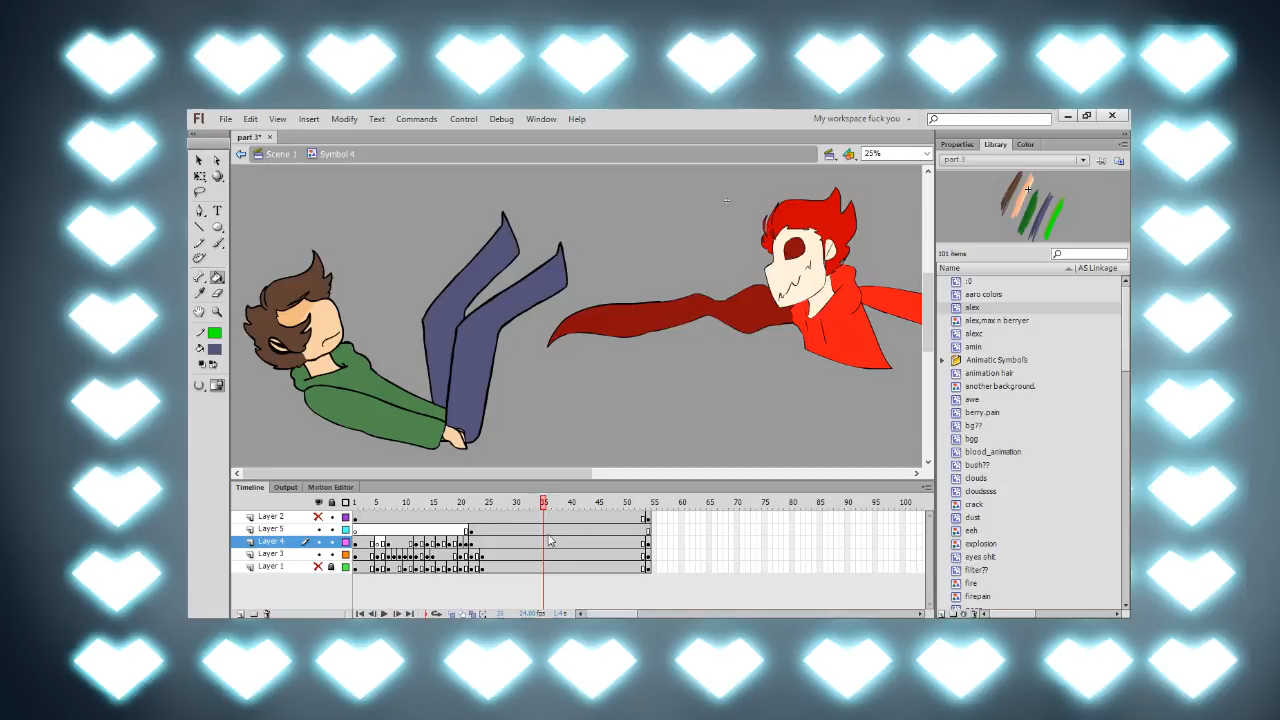 Fl File Edit View Insert Modify Text Commands Control Debug Window Help My workspace fuck you
part 3*
Scene 1 Symbol 4 25%
Properties Library Color
part 3
101 items
Name AS Linkage
:0
aaro colors
alex
alex,max n berryer
alexc
amin
Animatic Symbols
animation hair
another background.
awe
berry.pain
bg??
bgg
blood_animation
bush??
clouds
cloudssss
crack
dust
eeh
explosion
eyes shit
filter??
fire
firepain
Timeline Output Motion Editor
1 5 10 15 20 25 30 35 40 45 50 55 60 65 70 75 80 85 90 95 100
Layer 2
Layer 5
Layer 4
Layer 3
Layer 1
35 24.00 fps 1.4 s